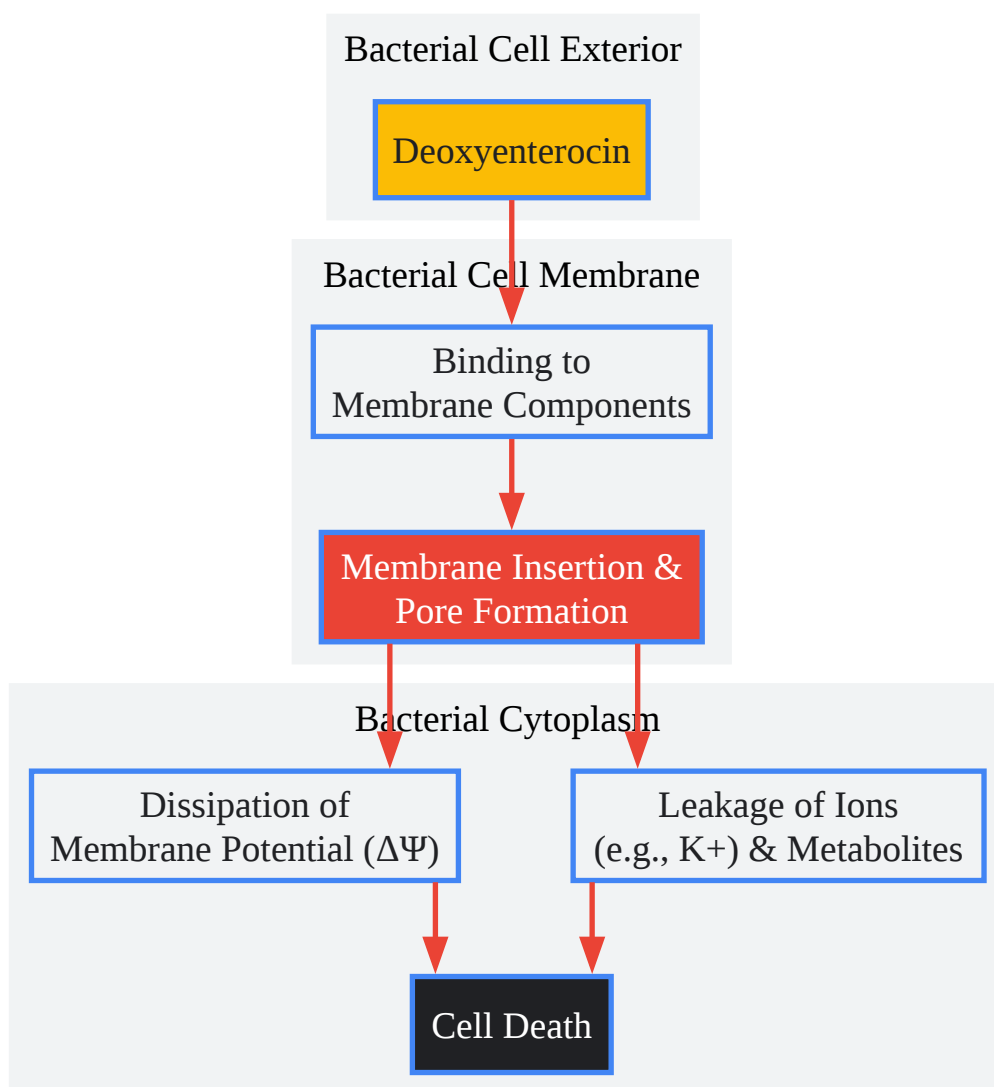 Bacterial Cell Exterior
Deoxyenterocin
Bacterial Cell Membrane
Binding to
Membrane Components
Membrane Insertion &
Pore Formation
Bacterial Cytoplasm
Dissipation of
Membrane Potential (ΔΨ)
Leakage of Ions
(e.g., K+) & Metabolites
Cell Death